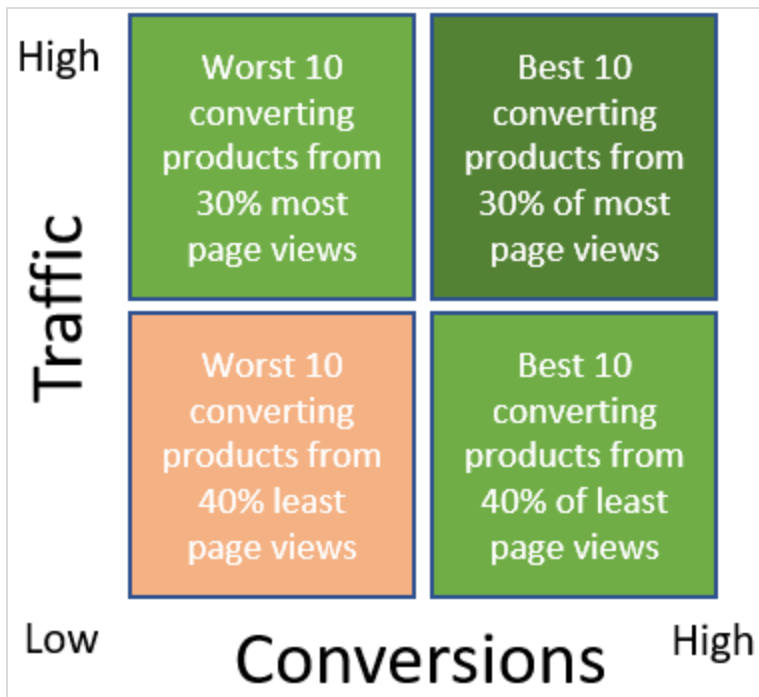 High
Worst 10
converting
products from
30% most
page views
Best 10
converting
products from
30% of most
page views
Traffic
Worst 10
converting
products from
40% least
page views
Best 10
converting
products from
40% of least
page views
Low
Conversions
High